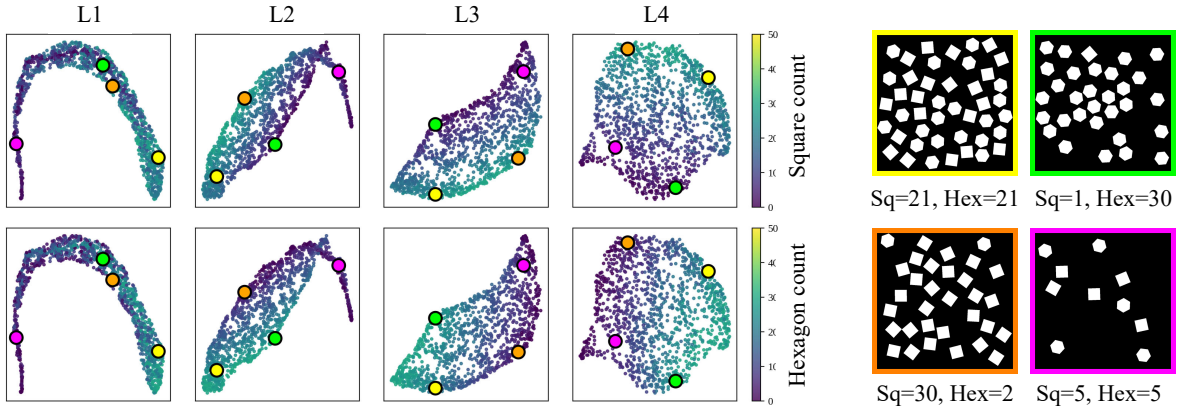 L1 L2 L3 L4
50
40
30
20
10
0
Square count
Sq=21, Hex=21 Sq=1, Hex=30
50
40
30
20
10
0
Hexagon count
Sq=30, Hex=2 Sq=5, Hex=5